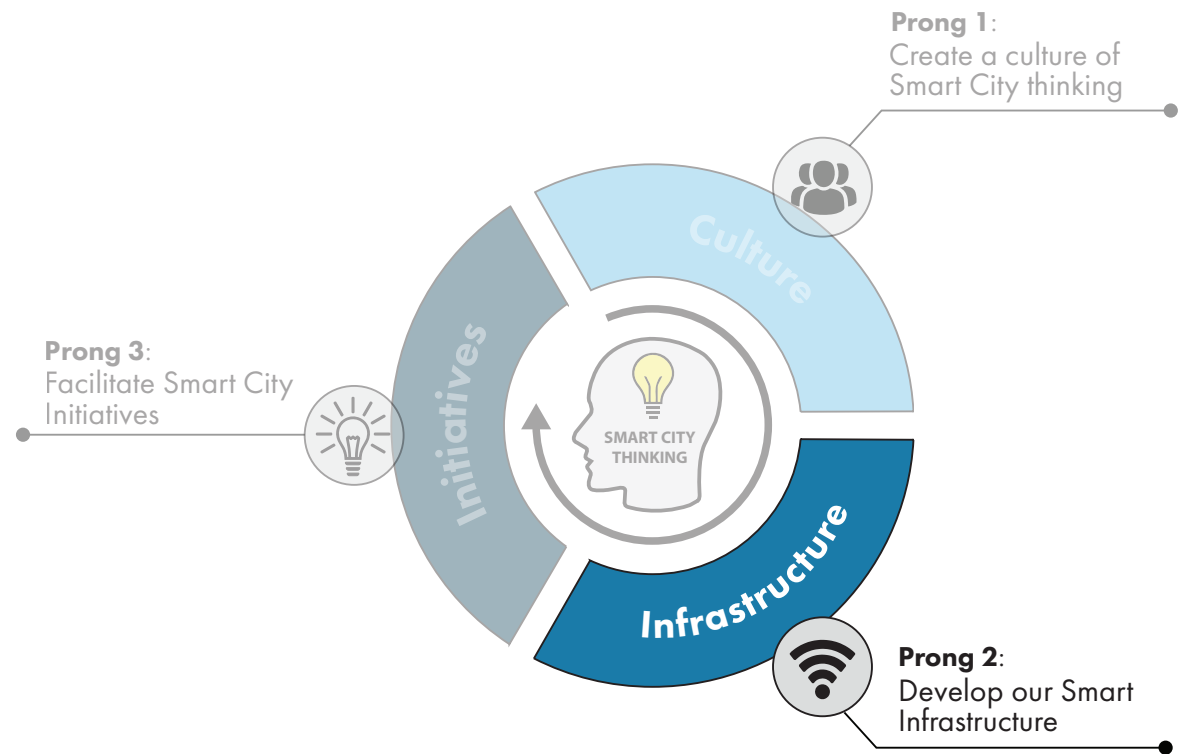 Prong 1:
Create a culture of
Smart City thinking
Culture
Prong 3:
Facilitate Smart City
Initiatives
Initiatives
SMART CITY
THINKING
Infrastructure
Prong 2:
Develop our Smart
Infrastructure